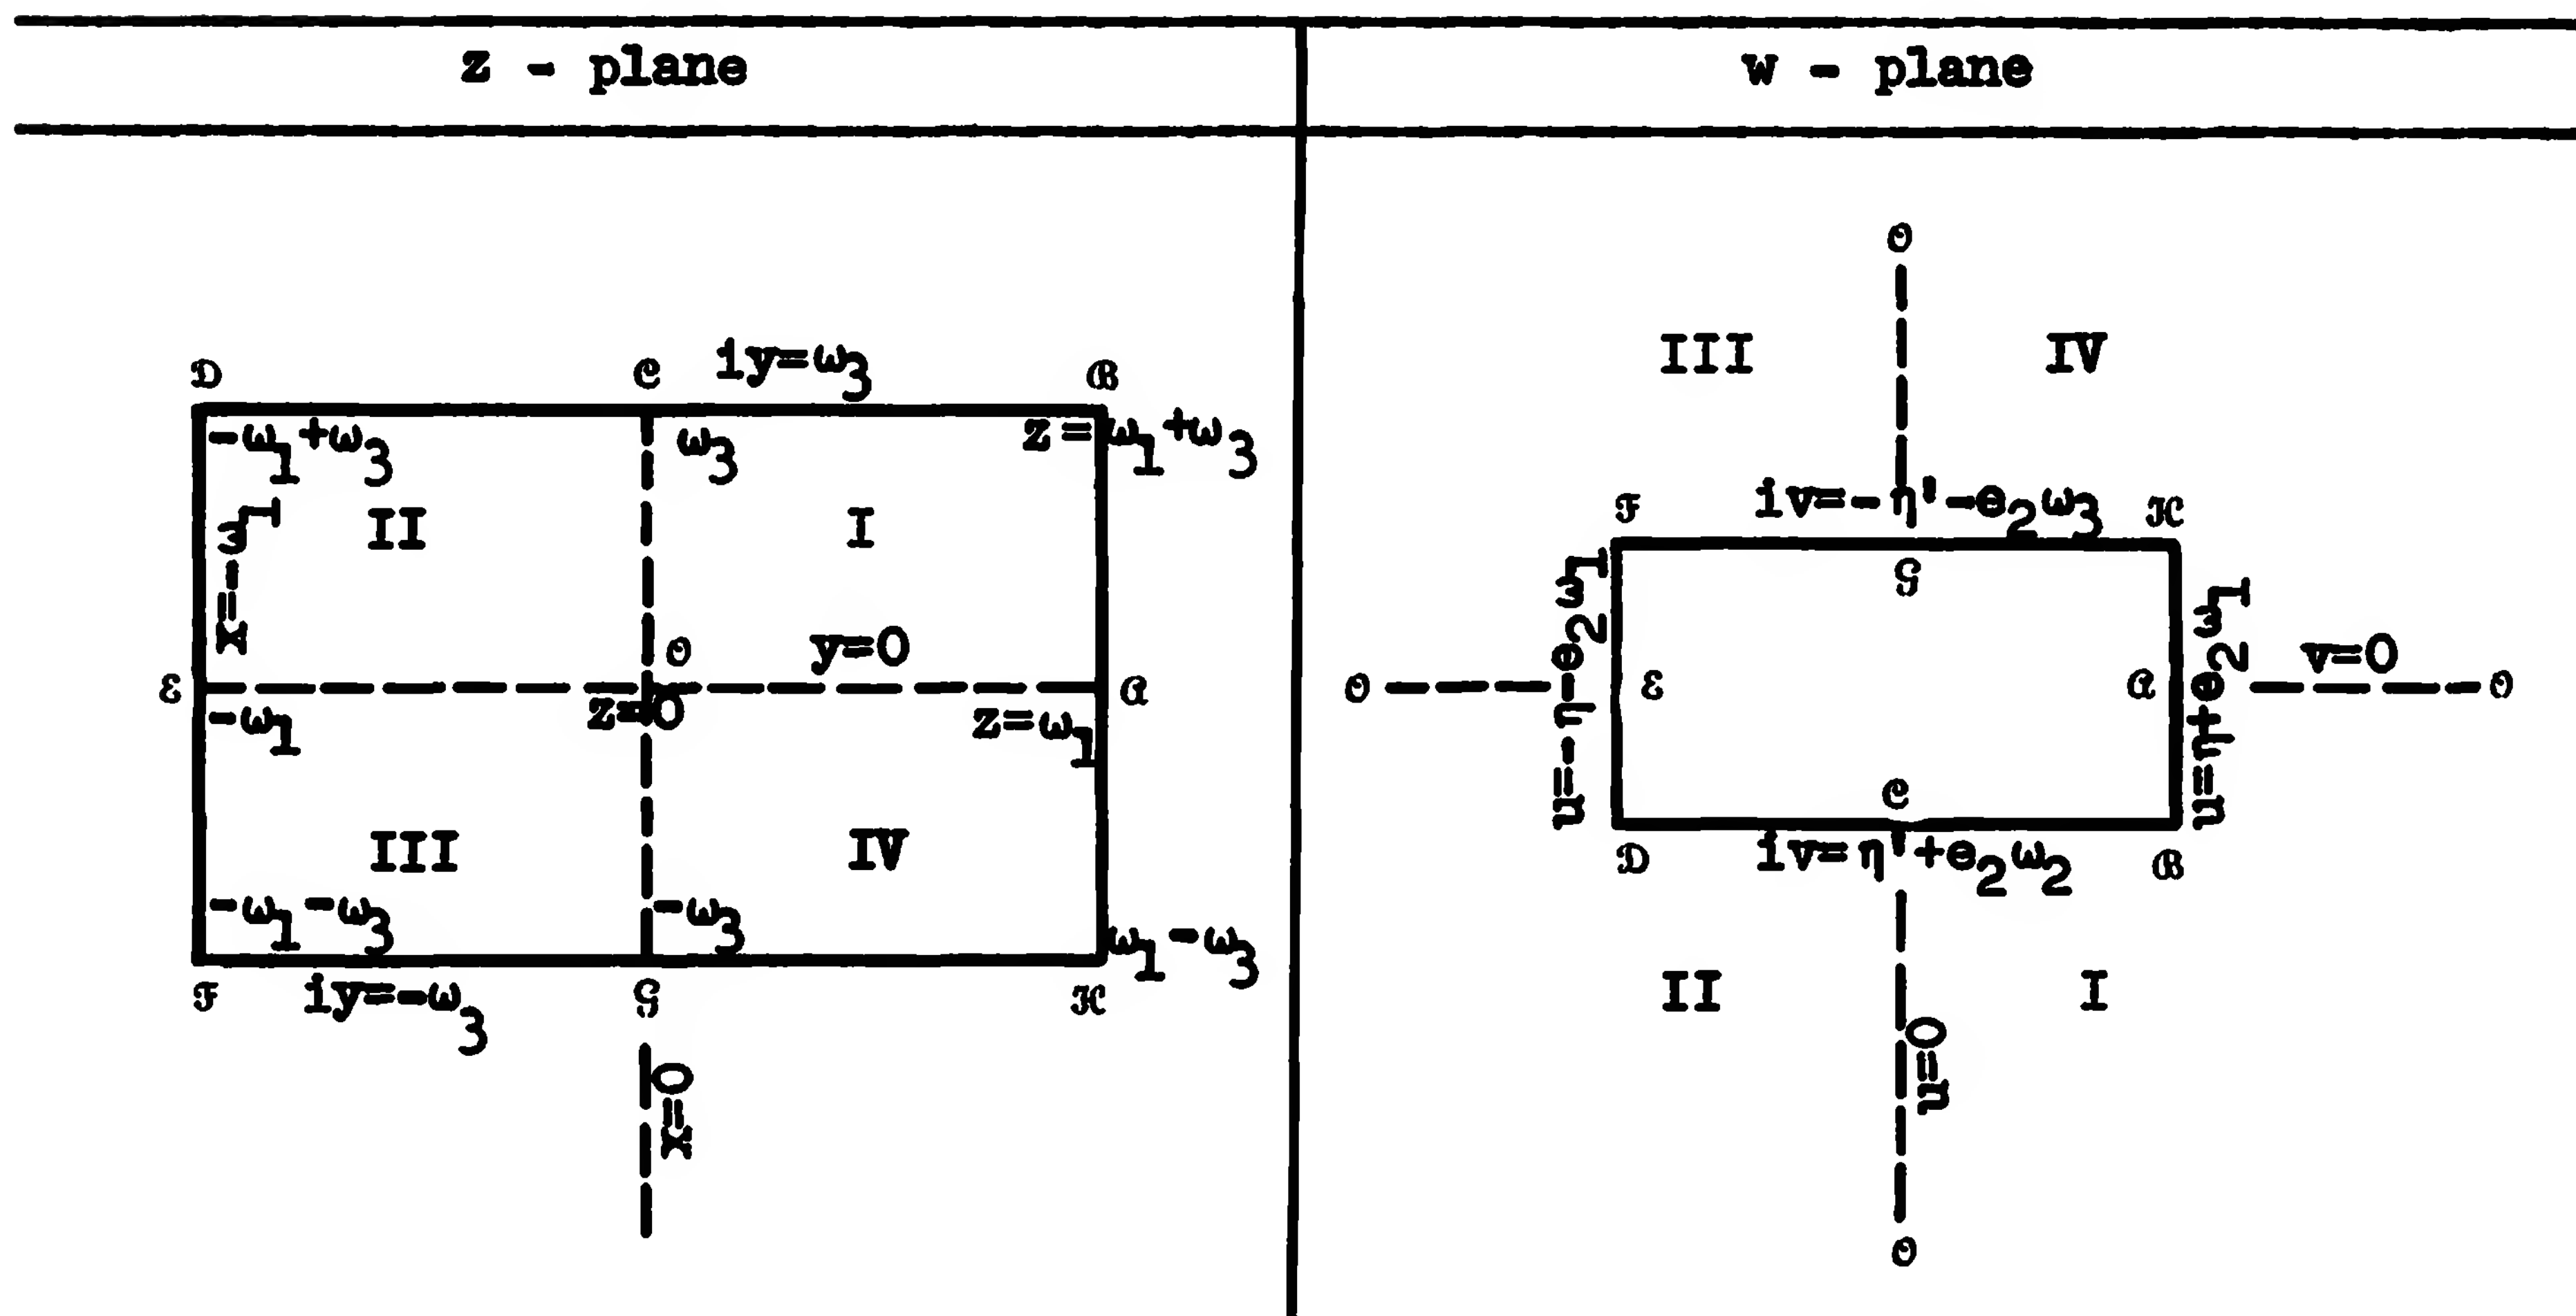 z - plane
w - plane
D
C
iy=ω3
B
-ω1+ω3
ω3
z=ω1+ω3
x=-ω1
II
I
O
y=0
E
A
-ω1
z=0
z=ω1
III
IV
-ω1-ω3
-ω3
ω1-ω3
F
iy=-ω3
G
H
x=0
O
III
IV
F
iv=-η'-e2ω3
H
G
u=-η-e2ω1
u=η+e2ω1
v=0
O
E
A
O
C
D
iv=η'+e2ω2
B
II
I
u=0
O